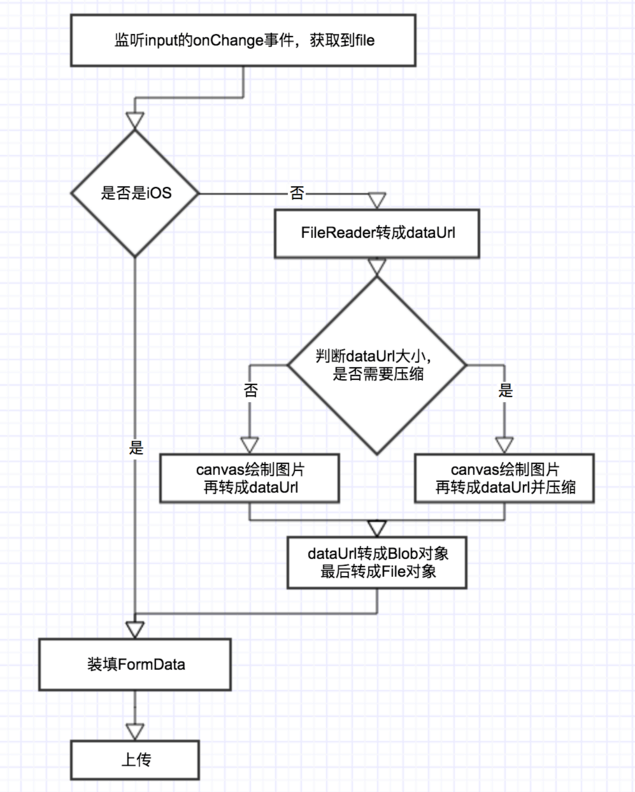 监听input的onChange事件，获取到file
是否是iOS
否
FileReader转成dataUrl
判断dataUrl大小，
是否需要压缩
否
是
是
canvas绘制图片
再转成dataUrl
canvas绘制图片
再转成dataUrl并压缩
dataUrl转成Blob对象
最后转成File对象
装填FormData
上传